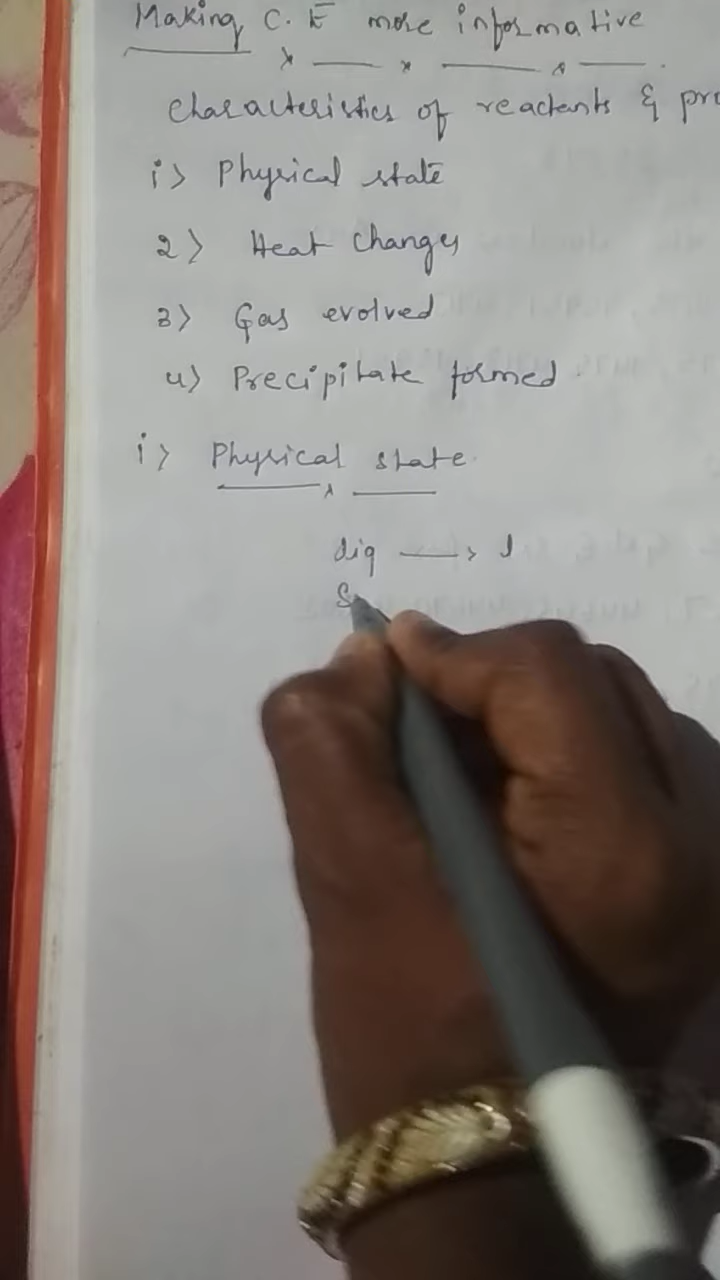 Making C.E more informative
characteristics of reactants & pro
i> Physical state
2> Heat changes
3> Gas evolved
4> Precipitate formed.
i> Physical state.
liq → l
S